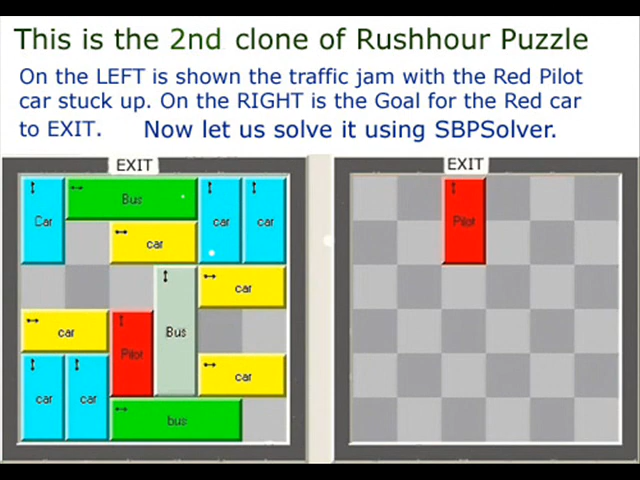 This is the 2nd clone of Rushhour Puzzle
On the LEFT is shown the traffic jam with the Red Pilot
car stuck up. On the RIGHT is the Goal for the Red car
to EXIT. Now let us solve it using SBPSolver.
EXIT
EXIT
Car
Bus
car
car
Pilot
car
car
car
Bus
Pilot
car
car
car
bus